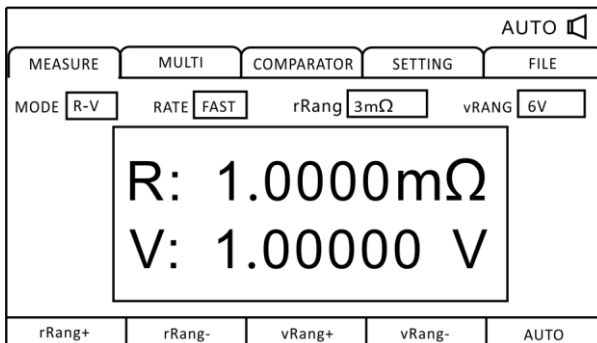 AUTO
MEASURE MULTI COMPARATOR SETTING FILE
MODE R-V RATE FAST rRang 3mΩ vRANG 6V
R: 1.0000mΩ
V: 1.00000 V
rRang+ rRang- vRang+ vRang- AUTO